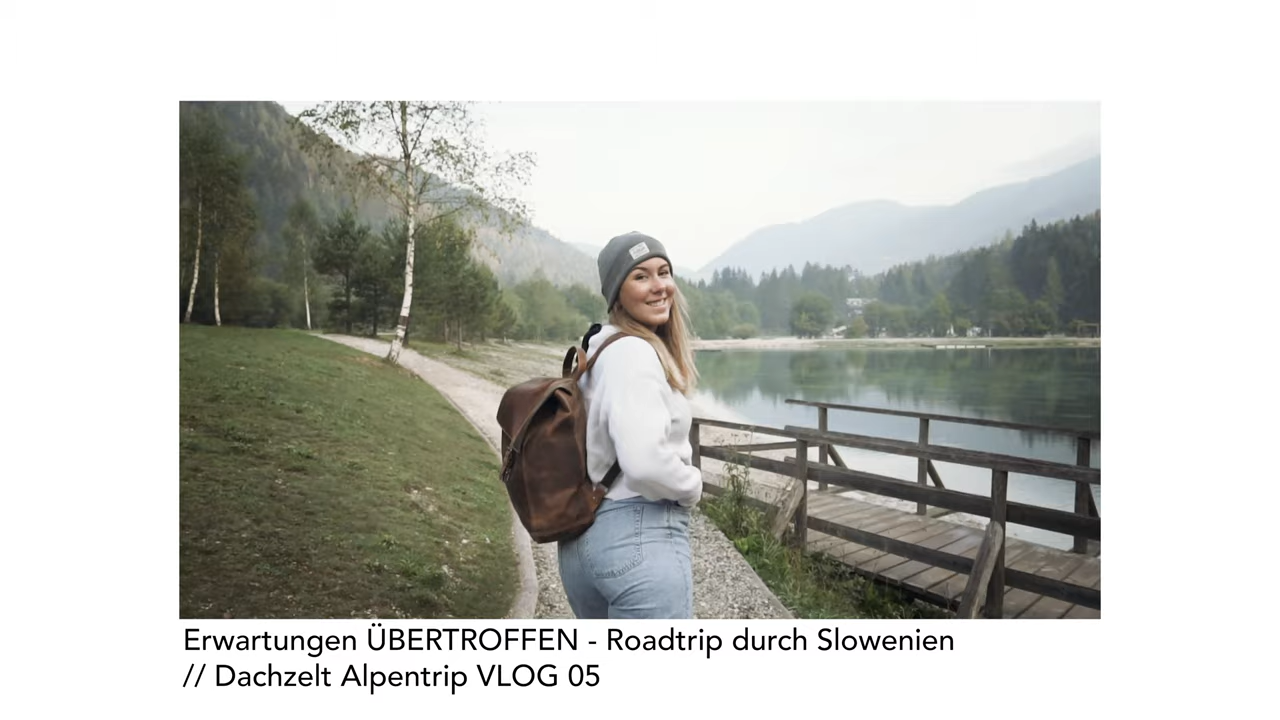 Erwartungen ÜBERTROFFEN - Roadtrip durch Slowenien
// Dachzelt Alpentrip VLOG 05